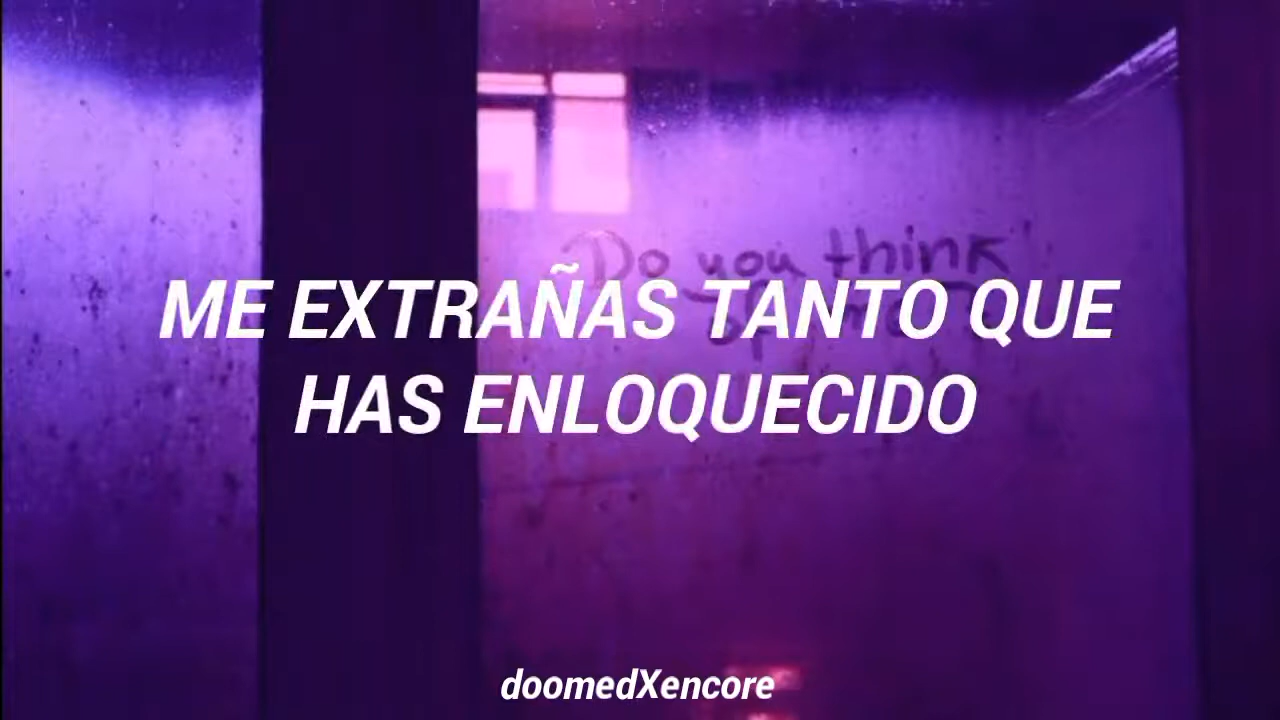 Do you think
ME EXTRAÑAS TANTO QUE
HAS ENLOQUECIDO
doomedXencore